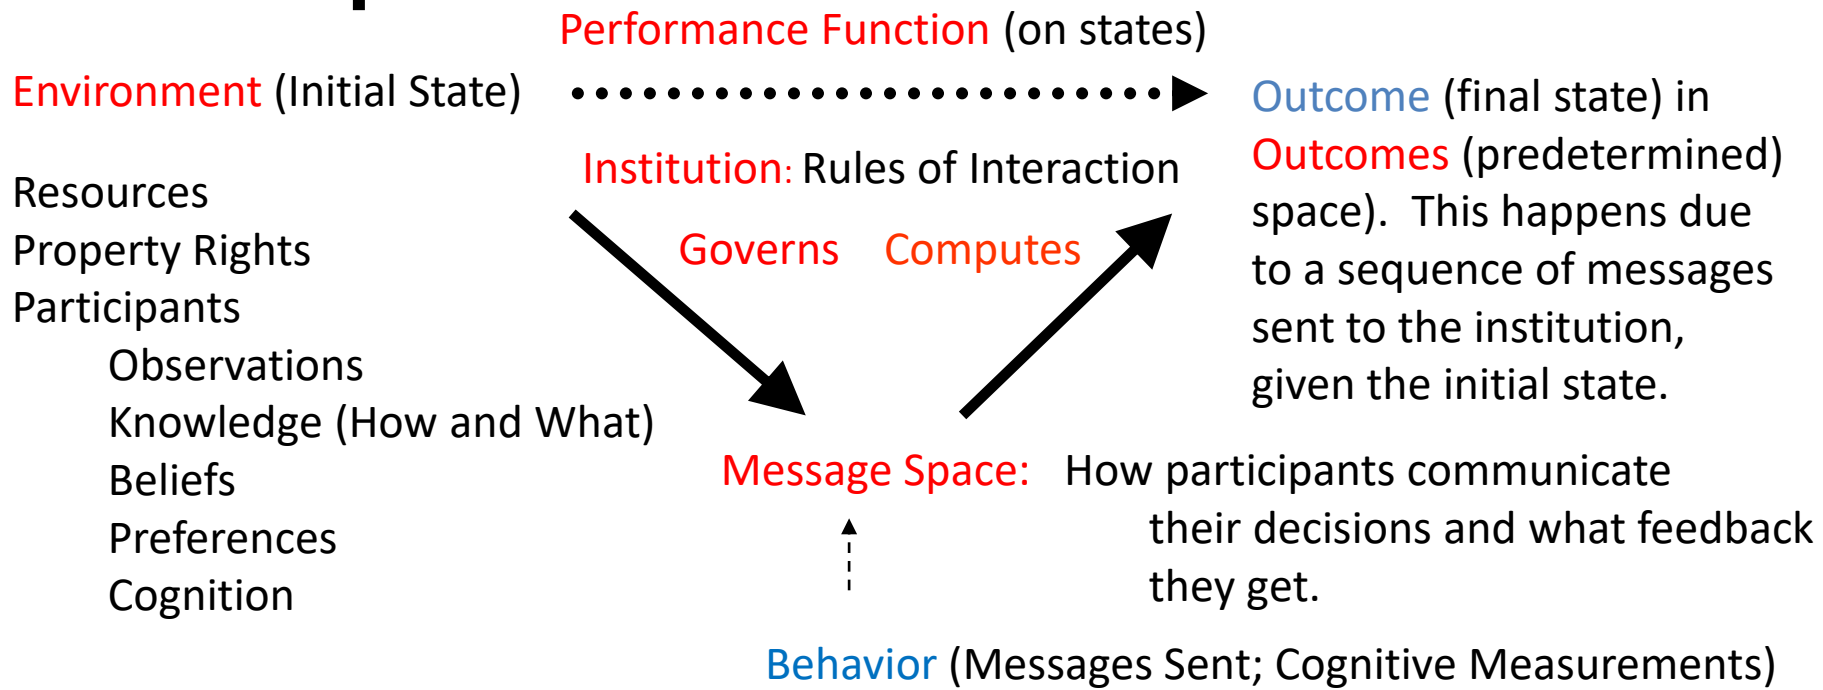 Performance Function (on states)
Environment (Initial State)
Institution: Rules of Interaction
Governs Computes
Resources
Property Rights
Participants
Observations
Knowledge (How and What)
Beliefs
Preferences
Cognition
Outcome (final state) in
Outcomes (predetermined)
space). This happens due
to a sequence of messages
sent to the institution,
given the initial state.
Message Space: How participants communicate
their decisions and what feedback
they get.
Behavior (Messages Sent; Cognitive Measurements)